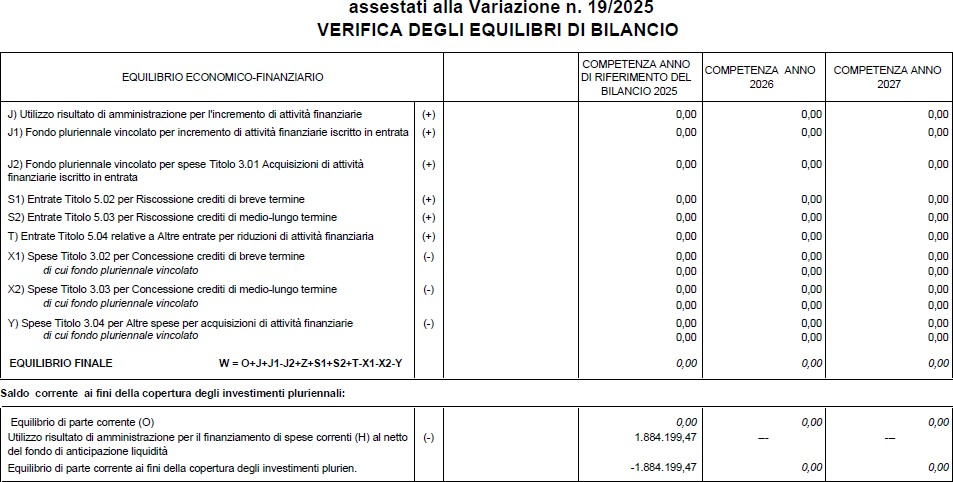 assestati alla Variazione n. 19/2025
VERIFICA DEGLI EQUILIBRI DI BILANCIO
EQUILIBRIO ECONOMICO-FINANZIARIO COMPETENZA ANNO DI RIFERIMENTO DEL BILANCIO 2025 COMPETENZA ANNO 2026 COMPETENZA ANNO 2027
J) Utilizzo risultato di amministrazione per l'incremento di attività finanziarie (+) 0,00 0,00 0,00
J1) Fondo pluriennale vincolato per incremento di attività finanziarie iscritto in entrata (+) 0,00 0,00 0,00
J2) Fondo pluriennale vincolato per spese Titolo 3.01 Acquisizioni di attività (+) 0,00 0,00 0,00
finanziarie iscritto in entrata
S1) Entrate Titolo 5.02 per Riscossione crediti di breve termine (+) 0,00 0,00 0,00
S2) Entrate Titolo 5.03 per Riscossione crediti di medio-lungo termine (+) 0,00 0,00 0,00
T) Entrate Titolo 5.04 relative a Altre entrate per riduzioni di attività finanziaria (+) 0,00 0,00 0,00
X1) Spese Titolo 3.02 per Concessione crediti di breve termine (-) 0,00 0,00 0,00
di cui fondo pluriennale vincolato 0,00 0,00 0,00
X2) Spese Titolo 3.03 per Concessione crediti di medio-lungo termine (-) 0,00 0,00 0,00
di cui fondo pluriennale vincolato 0,00 0,00 0,00
Y) Spese Titolo 3.04 per Altre spese per acquisizioni di attività finanziarie (-) 0,00 0,00 0,00
di cui fondo pluriennale vincolato 0,00 0,00 0,00
EQUILIBRIO FINALE W = O+J+J1-J2+Z+S1+S2+T-X1-X2-Y 0,00 0,00 0,00
Saldo corrente ai fini della copertura degli investimenti pluriennali:
Equilibrio di parte corrente (O) 0,00 0,00 0,00
Utilizzo risultato di amministrazione per il finanziamento di spese correnti (H) al netto (-) 1.884.199,47 --- ---
del fondo di anticipazione liquidità
Equilibrio di parte corrente ai fini della copertura degli investimenti plurien. -1.884.199,47 0,00 0,00